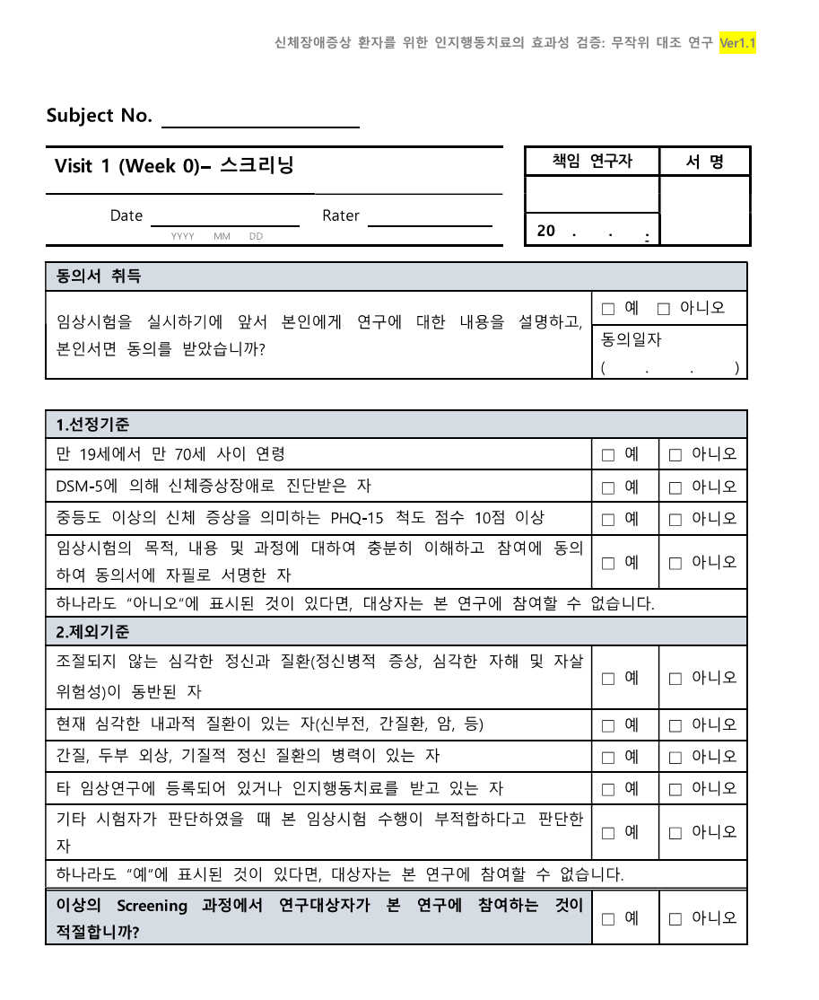 신체장애증상 환자를 위한 인지행동치료의 효과성 검증: 무작위 대조 연구 Ver1.1
Subject No.
Visit 1 (Week 0)– 스크리닝
Date Rater
YYYY MM DD
책임 연구자 서 명
20 . . .
동의서 취득
임상시험을 실시하기에 앞서 본인에게 연구에 대한 내용을 설명하고,
본인서면 동의를 받았습니까?
□ 예 □ 아니오
동의일자
( . . )
1.선정기준
만 19세에서 만 70세 사이 연령 □ 예 □ 아니오
DSM-5에 의해 신체증상장애로 진단받은 자 □ 예 □ 아니오
중등도 이상의 신체 증상을 의미하는 PHQ-15 척도 점수 10점 이상 □ 예 □ 아니오
임상시험의 목적, 내용 및 과정에 대하여 충분히 이해하고 참여에 동의
하여 동의서에 자필로 서명한 자
□ 예 □ 아니오
하나라도 “아니오”에 표시된 것이 있다면, 대상자는 본 연구에 참여할 수 없습니다.
2.제외기준
조절되지 않는 심각한 정신과 질환(정신병적 증상, 심각한 자해 및 자살
위험성)이 동반된 자
□ 예 □ 아니오
현재 심각한 내과적 질환이 있는 자(신부전, 간질환, 암, 등) □ 예 □ 아니오
간질, 두부 외상, 기질적 정신 질환의 병력이 있는 자 □ 예 □ 아니오
타 임상연구에 등록되어 있거나 인지행동치료를 받고 있는 자 □ 예 □ 아니오
기타 시험자가 판단하였을 때 본 임상시험 수행이 부적합하다고 판단한
자
□ 예 □ 아니오
하나라도 “예”에 표시된 것이 있다면, 대상자는 본 연구에 참여할 수 없습니다.
이상의 Screening 과정에서 연구대상자가 본 연구에 참여하는 것이
적절합니까?
□ 예 □ 아니오